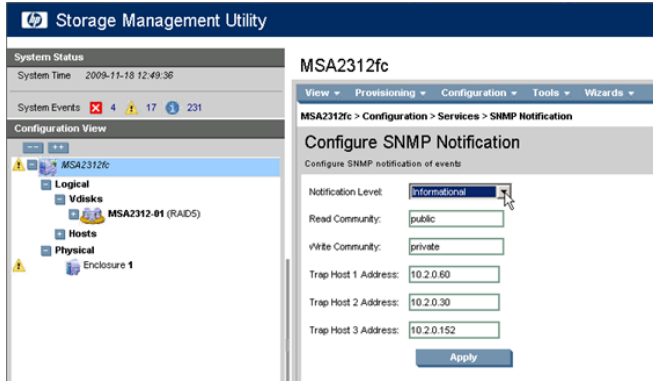 hp Storage Management Utility
System Status
System Time 2009-11-18 12:49:36
System Events 4 17 231
Configuration View
-- ++
MSA2312fc
Logical
Vdisks
MSA2312-01 (RAID5)
Hosts
Physical
Enclosure 1
MSA2312fc
View Provisioning Configuration Tools Wizards
MSA2312fc > Configuration > Services > SNMP Notification
Configure SNMP Notification
Configure SNMP notification of events
Notification Level: Informational
Read Community: public
Write Community: private
Trap Host 1 Address: 10.2.0.60
Trap Host 2 Address: 10.2.0.30
Trap Host 3 Address: 10.2.0.152
Apply